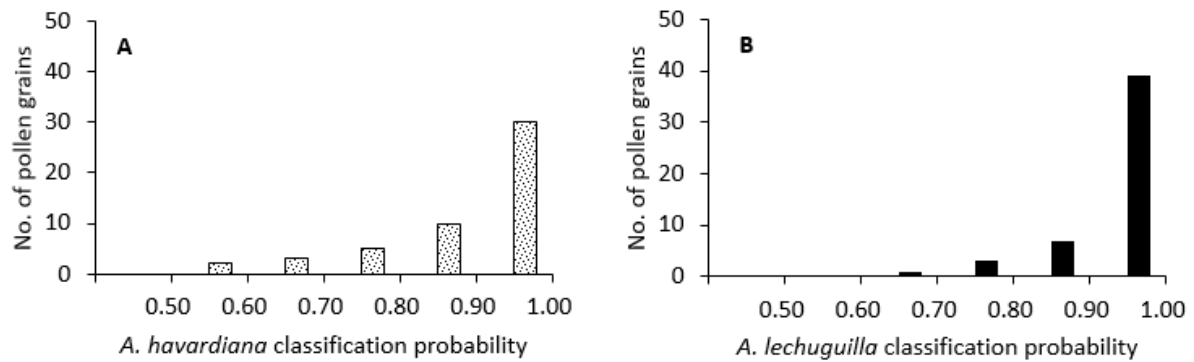 A
No. of pollen grains
50
40
30
20
10
0
0.50 0.60 0.70 0.80 0.90 1.00
A. havardiana classification probability
B
No. of pollen grains
50
40
30
20
10
0
0.50 0.60 0.70 0.80 0.90 1.00
A. lechuguilla classification probability